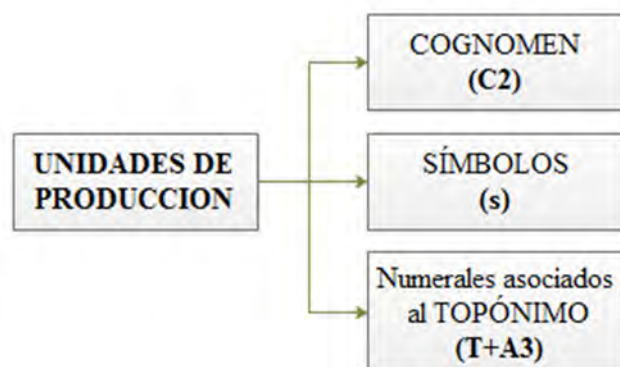 UNIDADES DE
PRODUCCION
COGNOMEN
(C2)
SÍMBOLOS
(s)
Numerales asociados
al TOPÓNIMO
(T+A3)